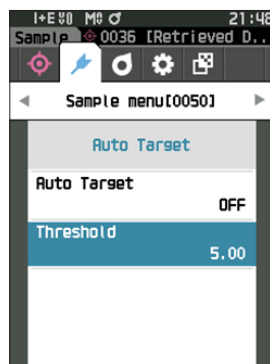 I+E M 21:48
Sample 0036 [Retrieved D..
Sample menu[0050]
Auto Target
Auto Target
OFF
Threshold
5.00